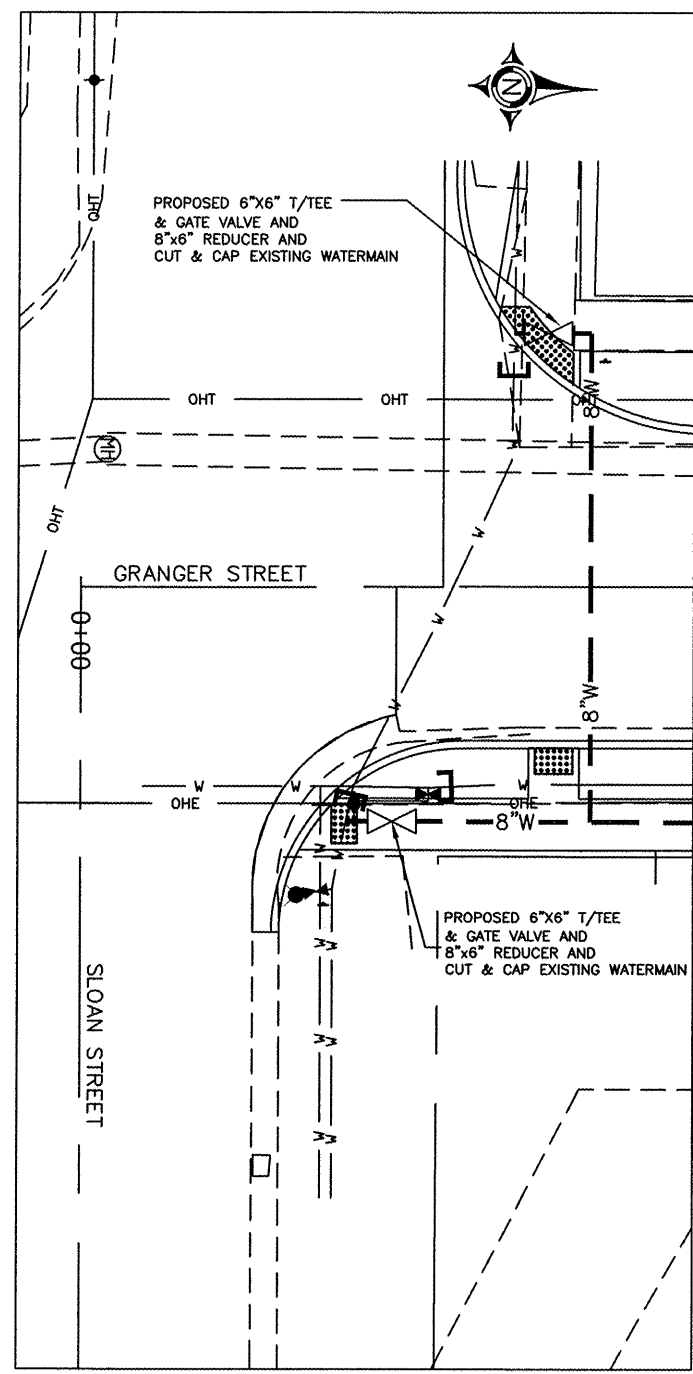 N
OHT
PROPOSED 6"X6" T/TEE
& GATE VALVE AND
8"x6" REDUCER AND
CUT & CAP EXISTING WATERMAIN
W
W
8"W
OHT
OHT
W
MH
OHT
W
GRANGER STREET
W
0+00
8"W
W
W
W
W
OHE
OHE
8"W
W
W
PROPOSED 6"X6" T/TEE
& GATE VALVE AND
8"x6" REDUCER AND
CUT & CAP EXISTING WATERMAIN
W
W
SLOAN STREET
W
W
W
W